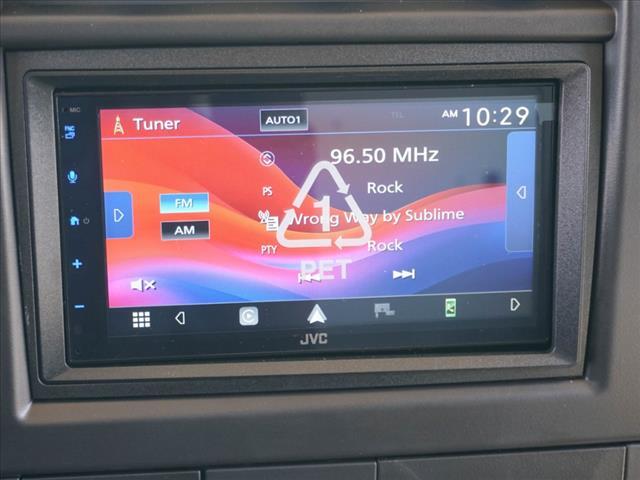 MIC
Tuner
AUTO1
TEL
AM 10:29
FNC
96.50 MHz
PS
Rock
FM
Wrong Way by Sublime
AM
PTY
Rock
1
PET
JVC